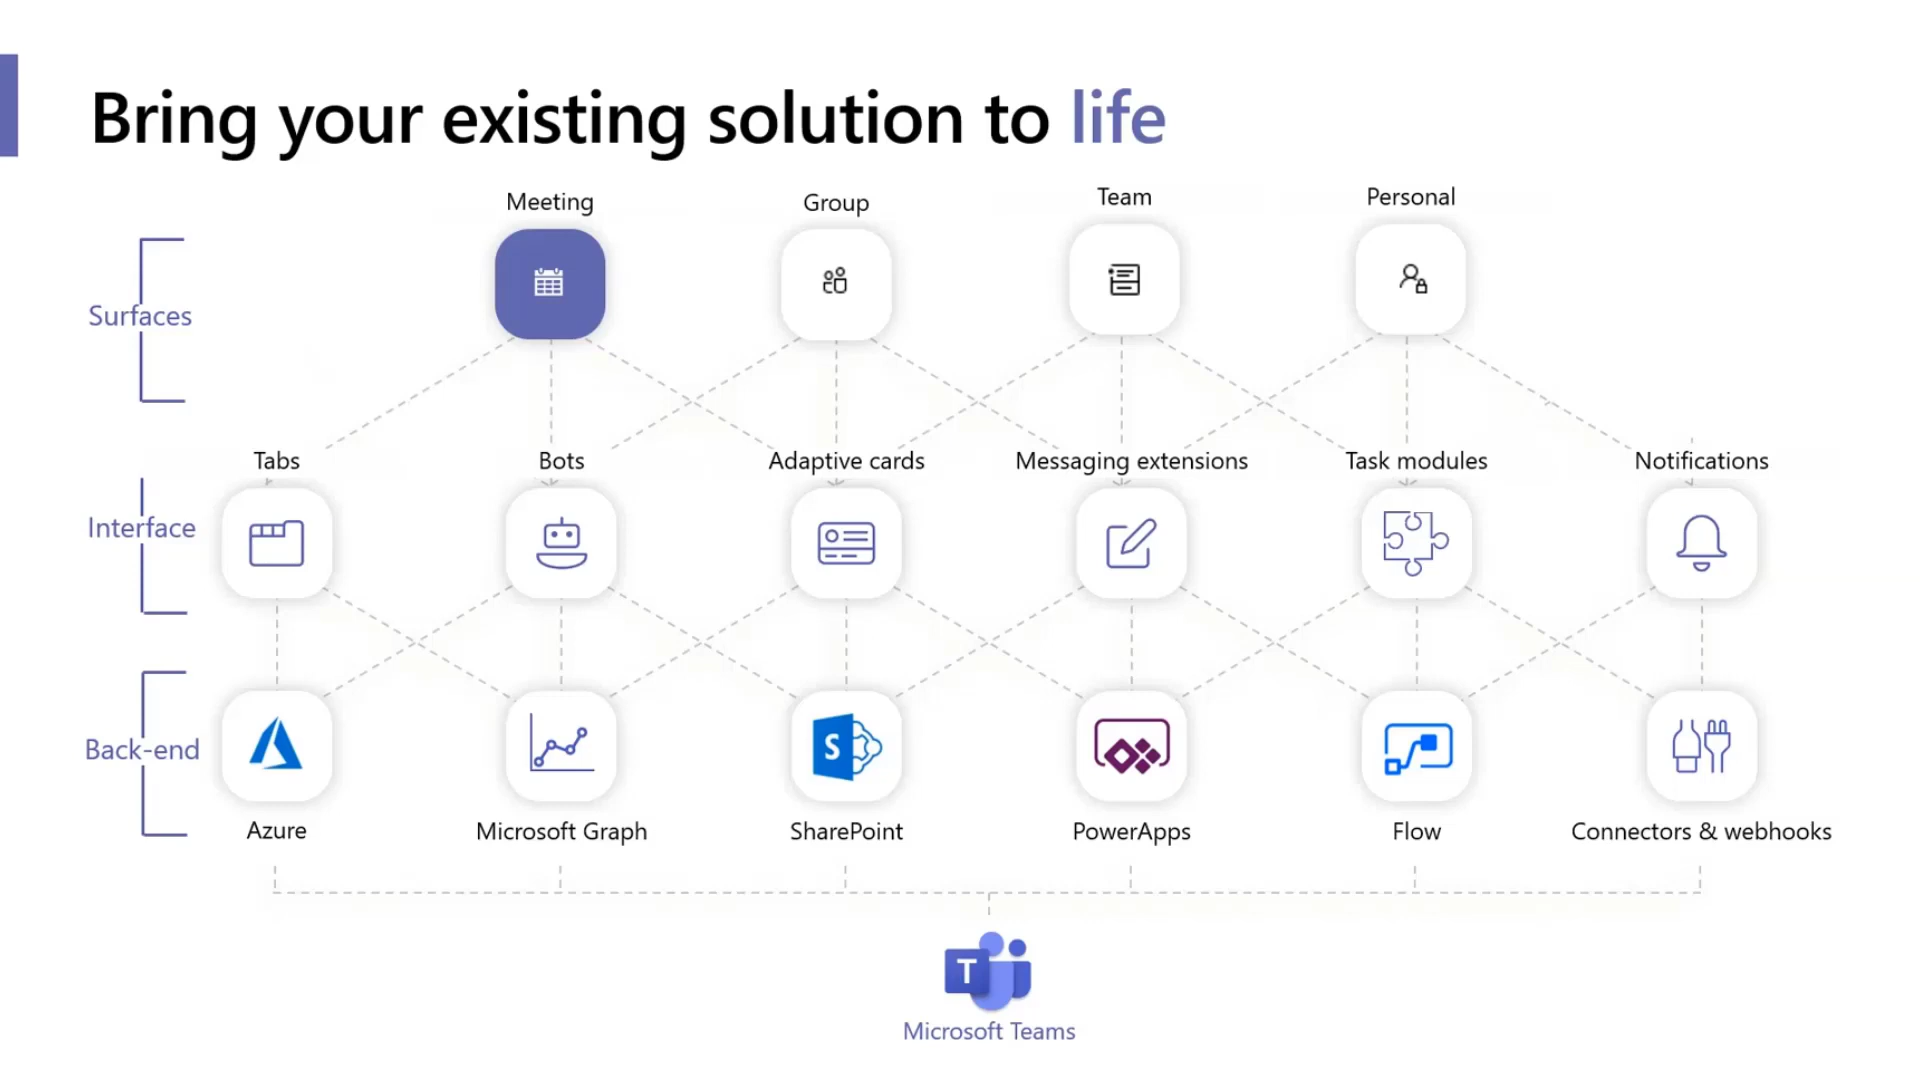 Bring your existing solution to life
Meeting
Group
Team
Personal
Surfaces
Tabs
Bots
Adaptive cards
Messaging extensions
Task modules
Notifications
Interface
Back-end
S
Azure
Microsoft Graph
SharePoint
PowerApps
Flow
Connectors & webhooks
T
Microsoft Teams